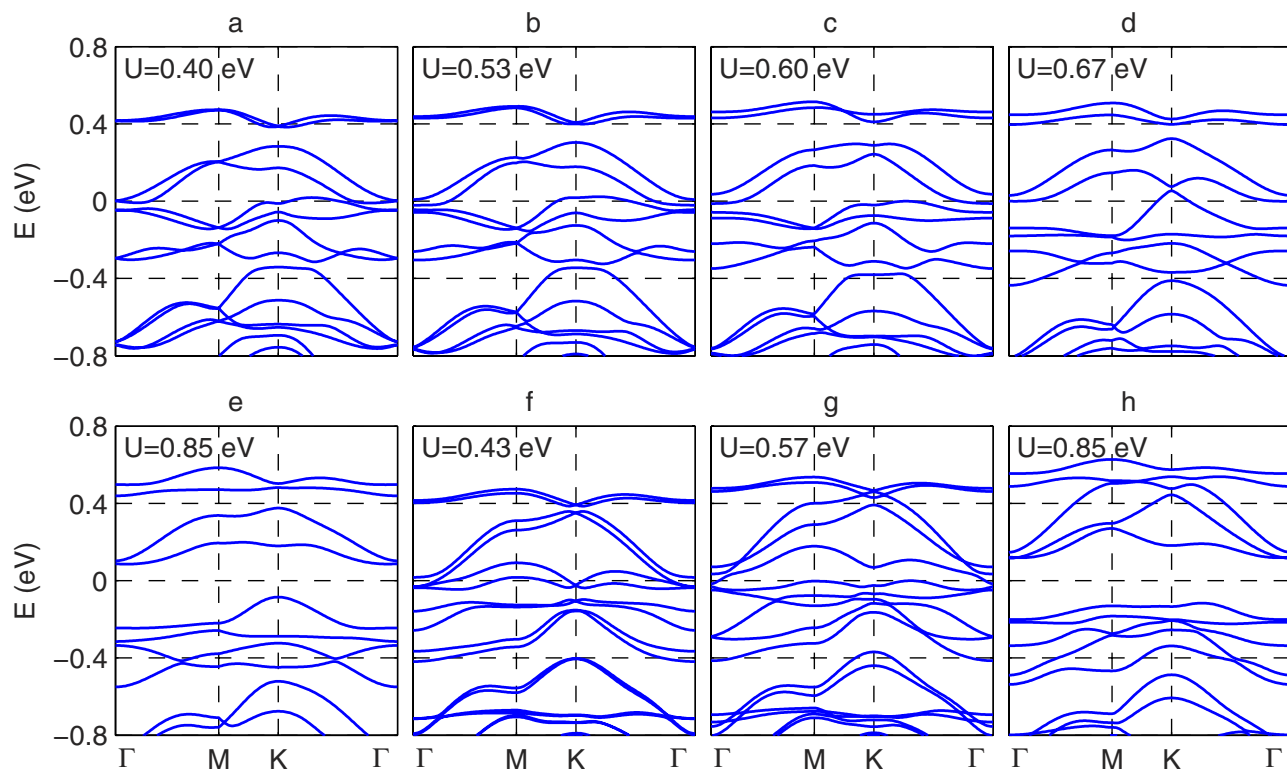 a b c d
0.8
U=0.40 eV U=0.53 eV U=0.60 eV U=0.67 eV
0.4
E (eV)
0
−0.4
−0.8
e f g h
0.8
U=0.85 eV U=0.43 eV U=0.57 eV U=0.85 eV
0.4
E (eV)
0
−0.4
−0.8
Γ M K Γ M K Γ M K Γ M K Γ